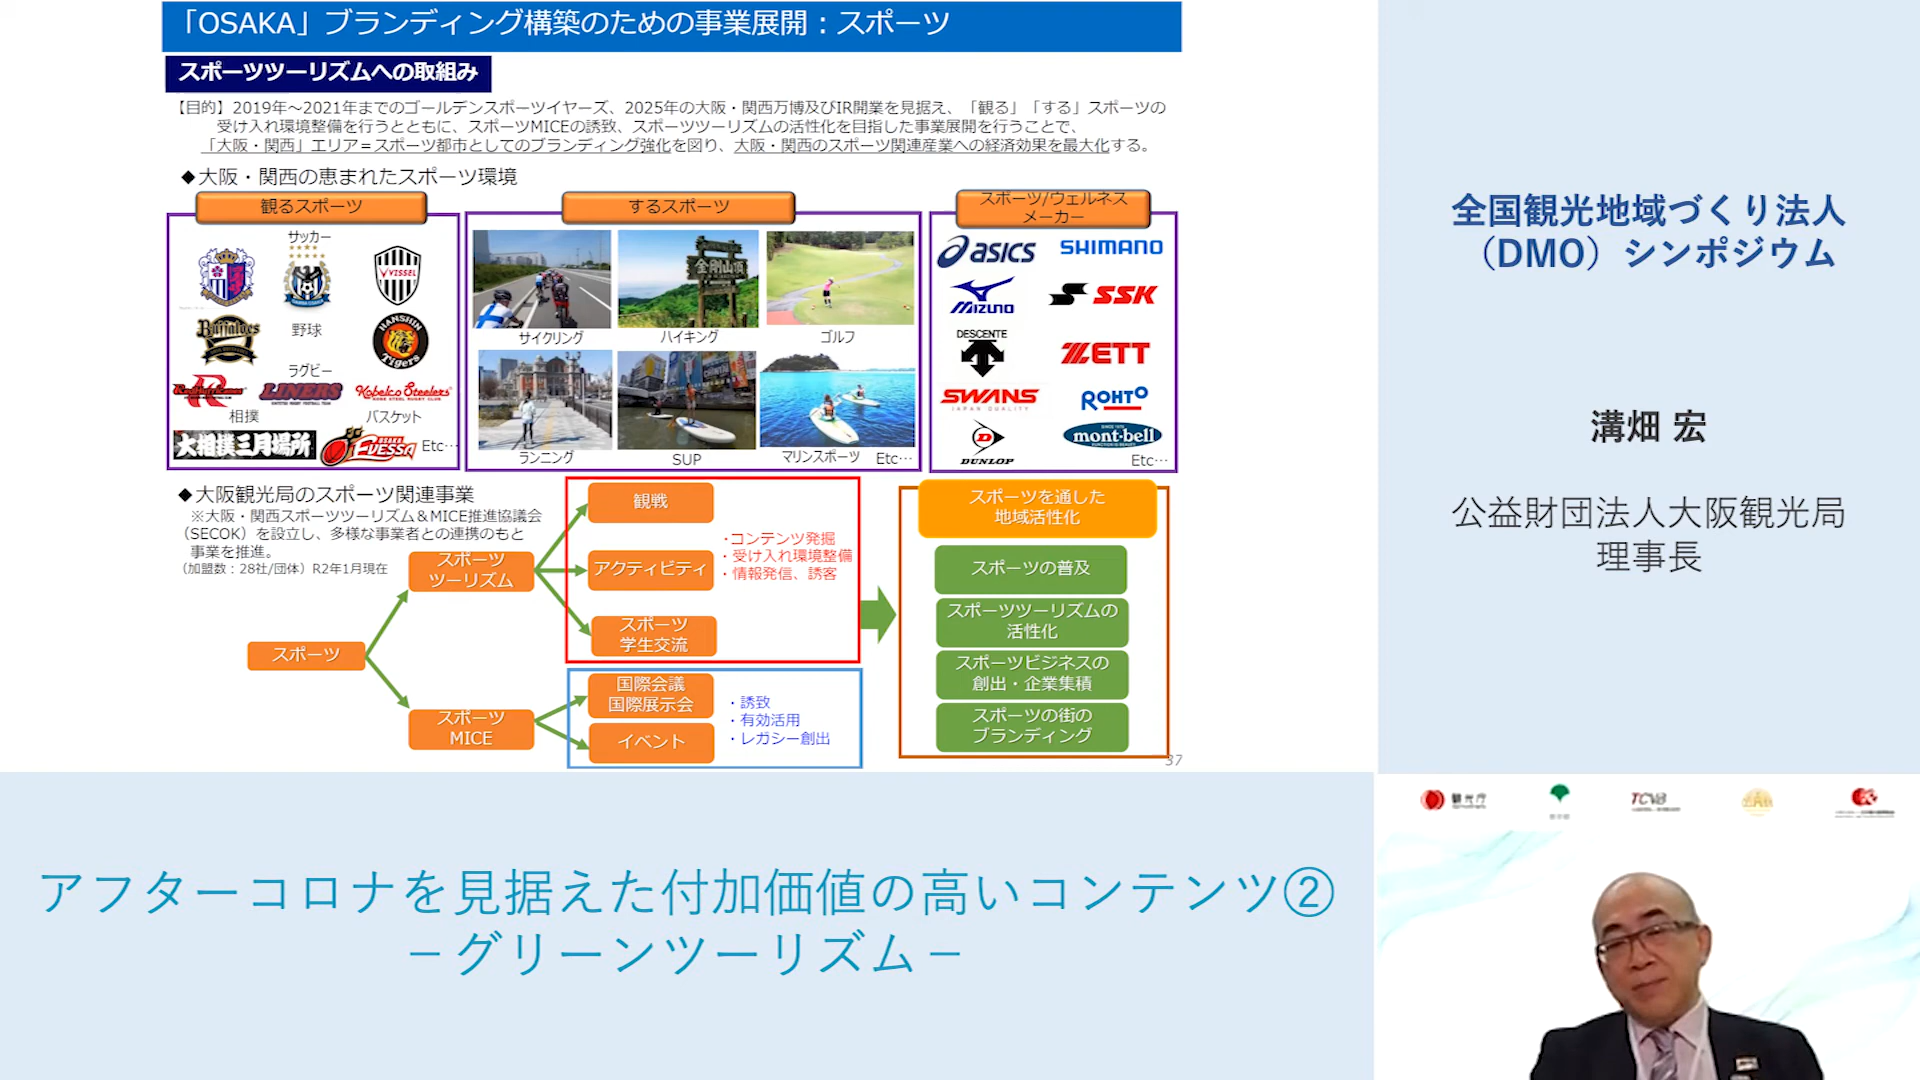 「OSAKA」ブランディング構築のための事業展開：スポーツ
スポーツツーリズムへの取組み
【目的】2019年～2021年までのゴールデンスポーツイヤーズ、2025年の大阪・関西万博及びIR開業を見据え、「観る」「する」スポーツの
受け入れ環境整備を行うとともに、スポーツMICEの誘致、スポーツツーリズムの活性化を目指した事業展開を行うことで、
「大阪・関西」エリア＝スポーツ都市としてのブランディング強化を図り、大阪・関西のスポーツ関連産業への経済効果を最大化する。
◆大阪・関西の恵まれたスポーツ環境
観るスポーツ
サッカー
VISSEL
Buffaloes
野球
HANSHIN
Tigers
ラグビー
LINERS
Kobelco Steelers
相撲
バスケット
大相撲三月場所
EVESSA
Etc…
するスポーツ
金剛山頂
サイクリング
ハイキング
ゴルフ
ランニング
SUP
マリンスポーツ
Etc…
スポーツ/ウェルネス
メーカー
asics
SHIMANO
MIZUNO
SSK
DESCENTE
ZETT
SWANS
JAPAN QUALITY
ROHTO
DUNLOP
mont-bell
Etc…
◆大阪観光局のスポーツ関連事業
※大阪・関西スポーツツーリズム＆MICE推進協議会
（SECOK）を設立し、多様な事業者との連携のもと
事業を推進。
（加盟数：28社/団体）R2年1月現在
スポーツ
スポーツ
ツーリズム
スポーツ
MICE
観戦
アクティビティ
スポーツ
学生交流
・コンテンツ発掘
・受け入れ環境整備
・情報発信、誘客
国際会議
国際展示会
イベント
・誘致
・有効活用
・レガシー創出
スポーツを通した
地域活性化
スポーツの普及
スポーツツーリズムの
活性化
スポーツビジネスの
創出・企業集積
スポーツの街の
ブランディング
37
全国観光地域づくり法人
（DMO）シンポジウム
溝畑 宏
公益財団法人大阪観光局
理事長
アフターコロナを見据えた付加価値の高いコンテンツ②
－グリーンツーリズム－
観光庁
TCVB